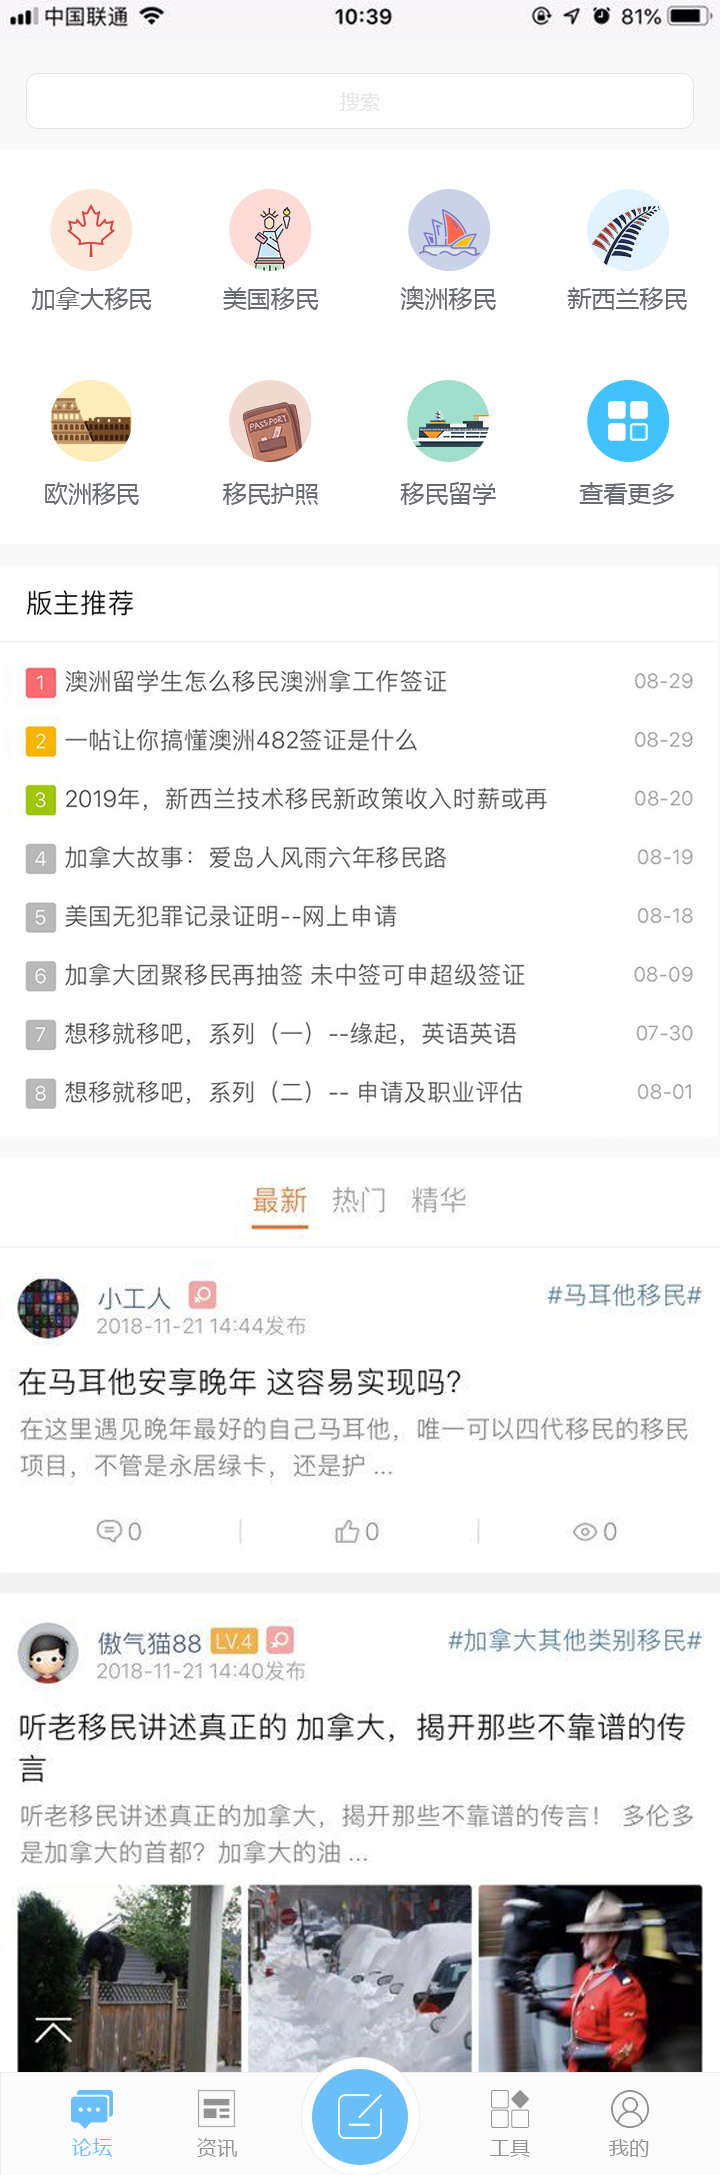 中国联通 10:39 81%
搜索
加拿大移民 美国移民 澳洲移民 新西兰移民
PASSPORT
欧洲移民 移民护照 移民留学 查看更多
版主推荐
1 澳洲留学生怎么移民澳洲拿工作签证 08-29
2 一帖让你搞懂澳洲482签证是什么 08-29
3 2019年，新西兰技术移民新政策收入时薪或再 08-20
4 加拿大故事：爱岛人风雨六年移民路 08-19
5 美国无犯罪记录证明--网上申请 08-18
6 加拿大团聚移民再抽签 未中签可申超级签证 08-09
7 想移就移吧，系列（一）--缘起，英语英语 07-30
8 想移就移吧，系列（二）-- 申请及职业评估 08-01
最新 热门 精华
小工人 #马耳他移民#
2018-11-21 14:44发布
在马耳他安享晚年 这容易实现吗?
在这里遇见晚年最好的自己马耳他，唯一可以四代移民的移民
项目，不管是永居绿卡，还是护 ...
0 0 0
傲气猫88 LV.4 #加拿大其他类别移民#
2018-11-21 14:40发布
听老移民讲述真正的 加拿大，揭开那些不靠谱的传
言
听老移民讲述真正的加拿大，揭开那些不靠谱的传言！ 多伦多
是加拿大的首都？加拿大的油 ...
论坛 资讯 工具 我的